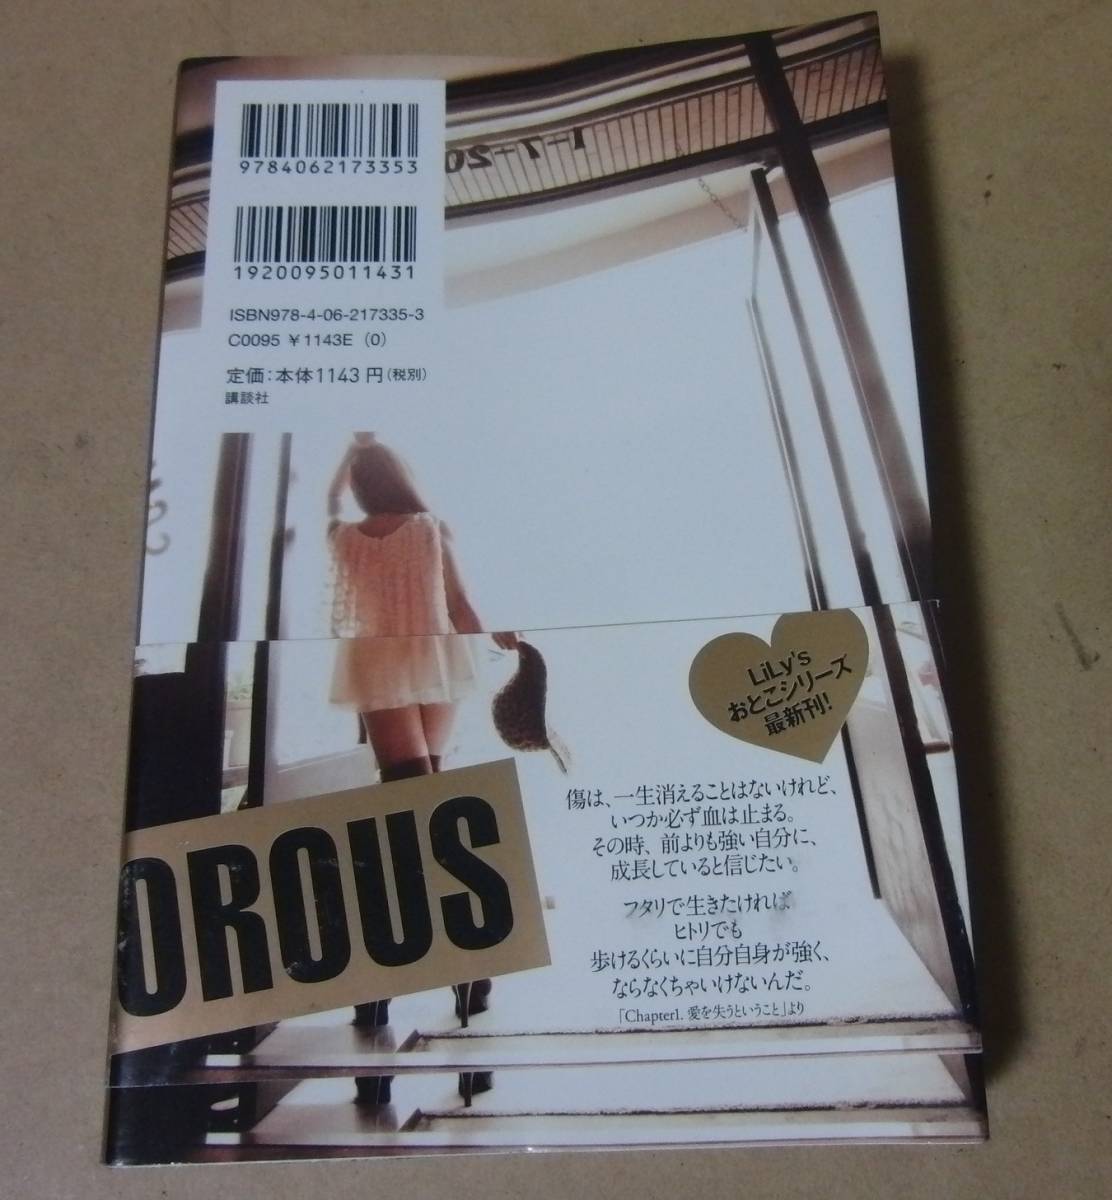 9784062173353
1920095011431
ISBN978-4-06-217335-3
C0095 ¥1143E (0)
定価：本体1143円（税別）
講談社
1-7-20
LiLy's
おとこシリーズ
最新刊!
傷は、一生消えることはないけれど、
いつか必ず血は止まる。
その時、前よりも強い自分に、
成長していると信じたい。
フタリで生きたければ
ヒトリでも
歩けるくらいに自分自身が強く、
ならなくちゃいけないんだ。
「Chapter1. 愛を失うということ」より
OROUS